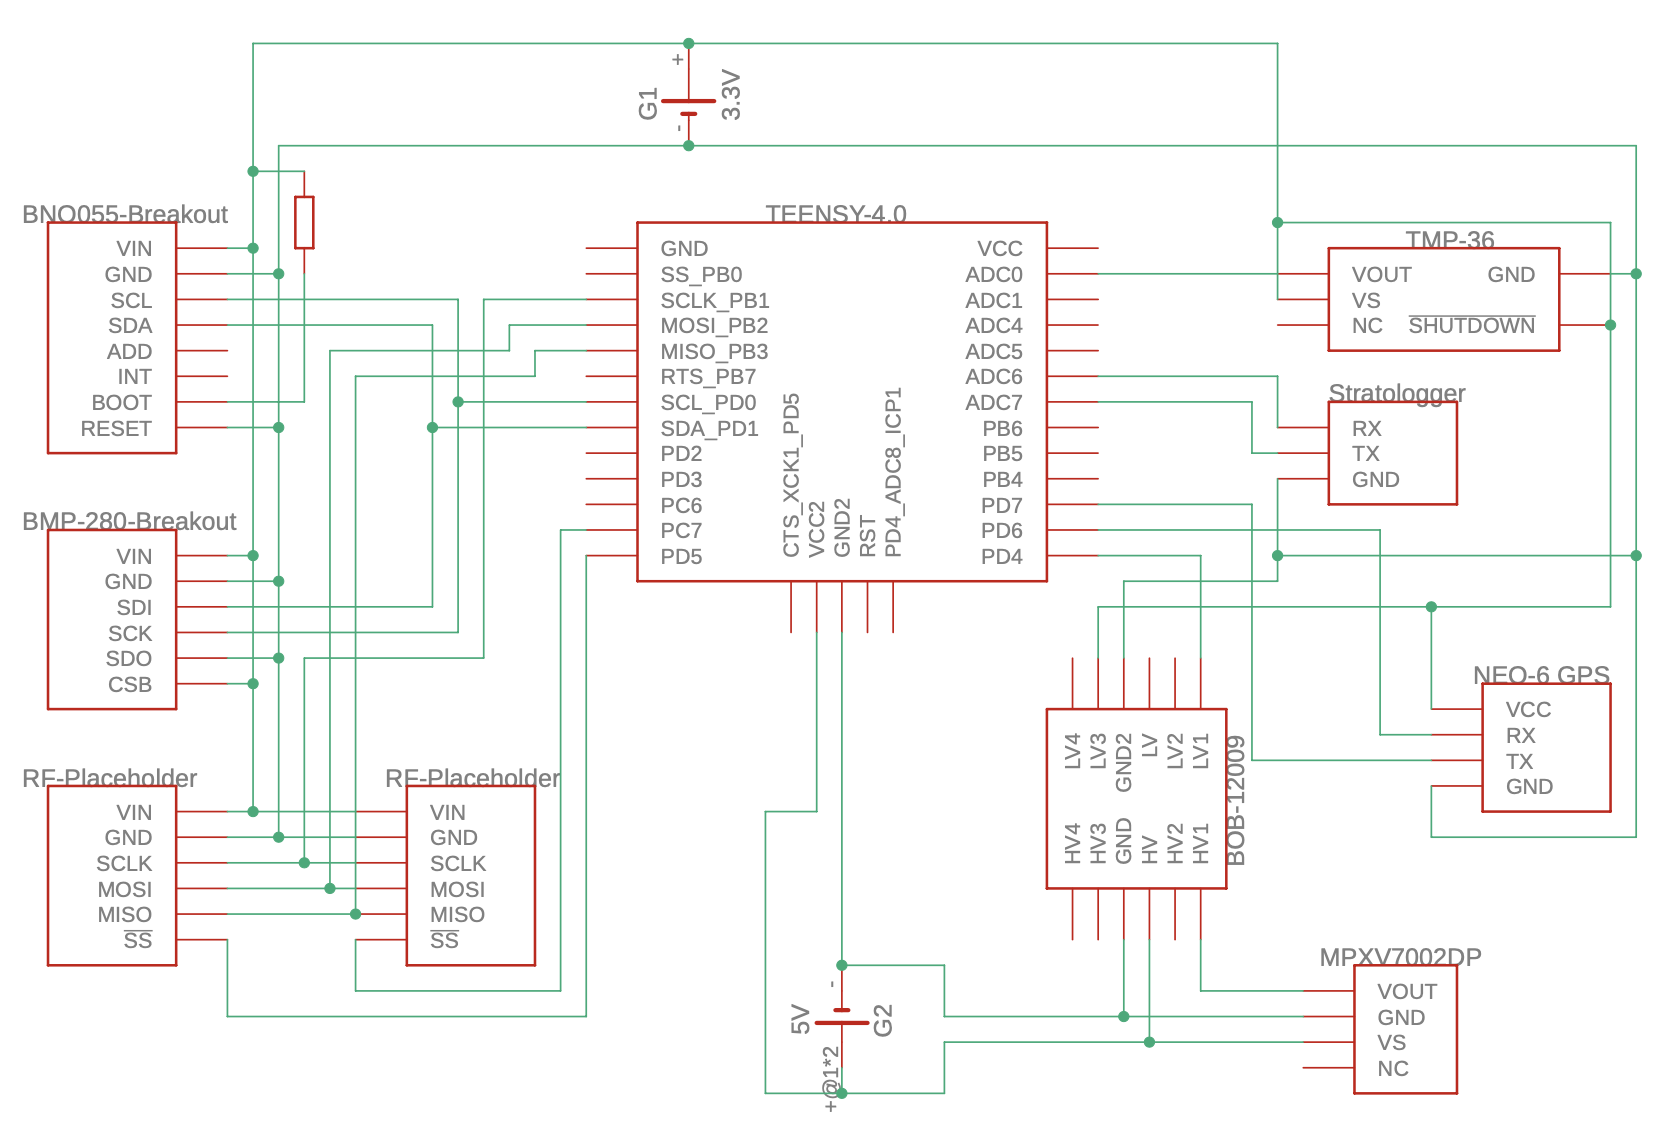 +
G1
3.3V
-
BNO055-Breakout
VIN
GND
SCL
SDA
ADD
INT
BOOT
RESET
BMP-280-Breakout
VIN
GND
SDI
SCK
SDO
CSB
RF-Placeholder
VIN
GND
SCLK
MOSI
MISO
SS
RF-Placeholder
VIN
GND
SCLK
MOSI
MISO
SS
TEENSY-4.0
GND
SS_PB0
SCLK_PB1
MOSI_PB2
MISO_PB3
RTS_PB7
SCL_PD0
SDA_PD1
PD2
PD3
PC6
PC7
PD5
CTS_XCK1_PD5
VCC2
GND2
RST
PD4_ADC8_ICP1
VCC
ADC0
ADC1
ADC4
ADC5
ADC6
ADC7
PB6
PB5
PB4
PD7
PD6
PD4
TMP-36
VOUT
VS
NC
GND
SHUTDOWN
Stratologger
RX
TX
GND
NEO-6 GPS
VCC
RX
TX
GND
BOB-12009
LV4
LV3
GND2
LV
LV2
LV1
HV4
HV3
GND
HV
HV2
HV1
MPXV7002DP
VOUT
GND
VS
NC
-
5V
G2
+@1*2